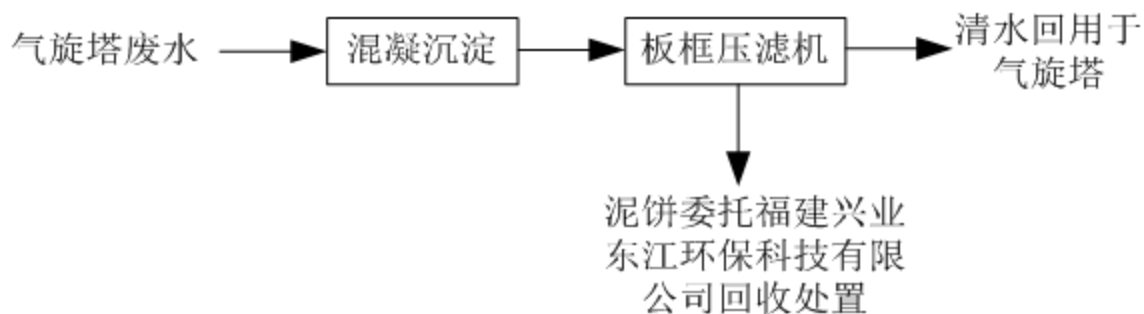 气旋塔废水
混凝沉淀
板框压滤机
清水回用于
气旋塔
泥饼委托福建兴业
东江环保科技有限
公司回收处置